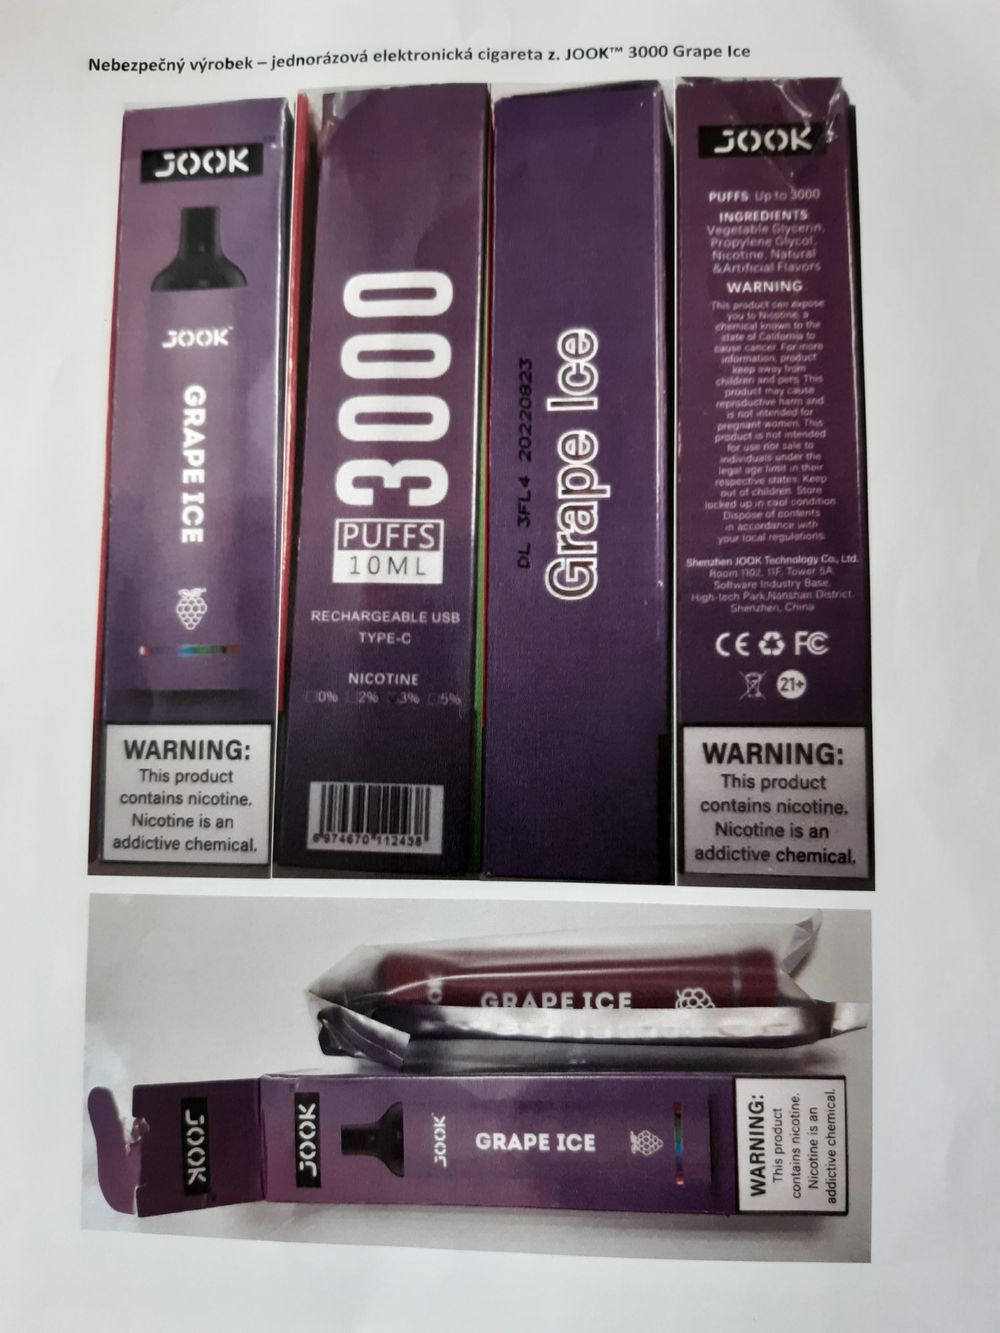 Nebezpečný výrobek – jednorázová elektronická cigareta z. JOOK™ 3000 Grape Ice
JOOK™
JOOK™
GRAPE ICE
WARNING:
This product
contains nicotine.
Nicotine is an
addictive chemical.
3000
PUFFS
10ML
RECHARGEABLE USB
TYPE-C
NICOTINE
0% 2% 3% 5%
6 974670 112438
DL 3FL4 20220823
Grape Ice
JOOK
PUFFS Up to 3000
INGREDIENTS
Vegetable Glycerin,
Propylene Glycol,
Nicotine, Natural
&Artificial Flavors
WARNING
This product can expose
you to Nicotine, a
chemical known to the
state of California to
cause cancer. For more
information, product
keep away from
children and pets. This
product may cause
reproductive harm and
is not intended for
pregnant women. This
product is not intended
for use nor sale to
individuals under the
legal age limit in their
respective states. Keep
out of children. Store
locked up in cool condition.
Dispose of contents
in accordance with
your local regulations.
Shenzhen JOOK Technology Co., Ltd.
Room 1102, 11F, Tower 5A,
Software Industry Base,
High-tech Park,Nanshan District,
Shenzhen, China
CE FC
21+
WARNING:
This product
contains nicotine.
Nicotine is an
addictive chemical.
GRAPE ICE
JOOK
JOOK™
JOOK™
GRAPE ICE
WARNING:
This product
contains nicotine.
Nicotine is an
addictive chemical.